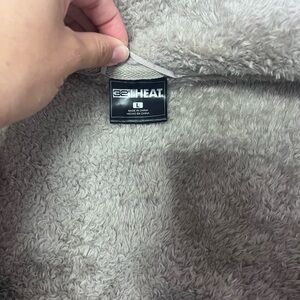 32° HEAT.
L
MADE IN CHINA
HECHO EN CHINA